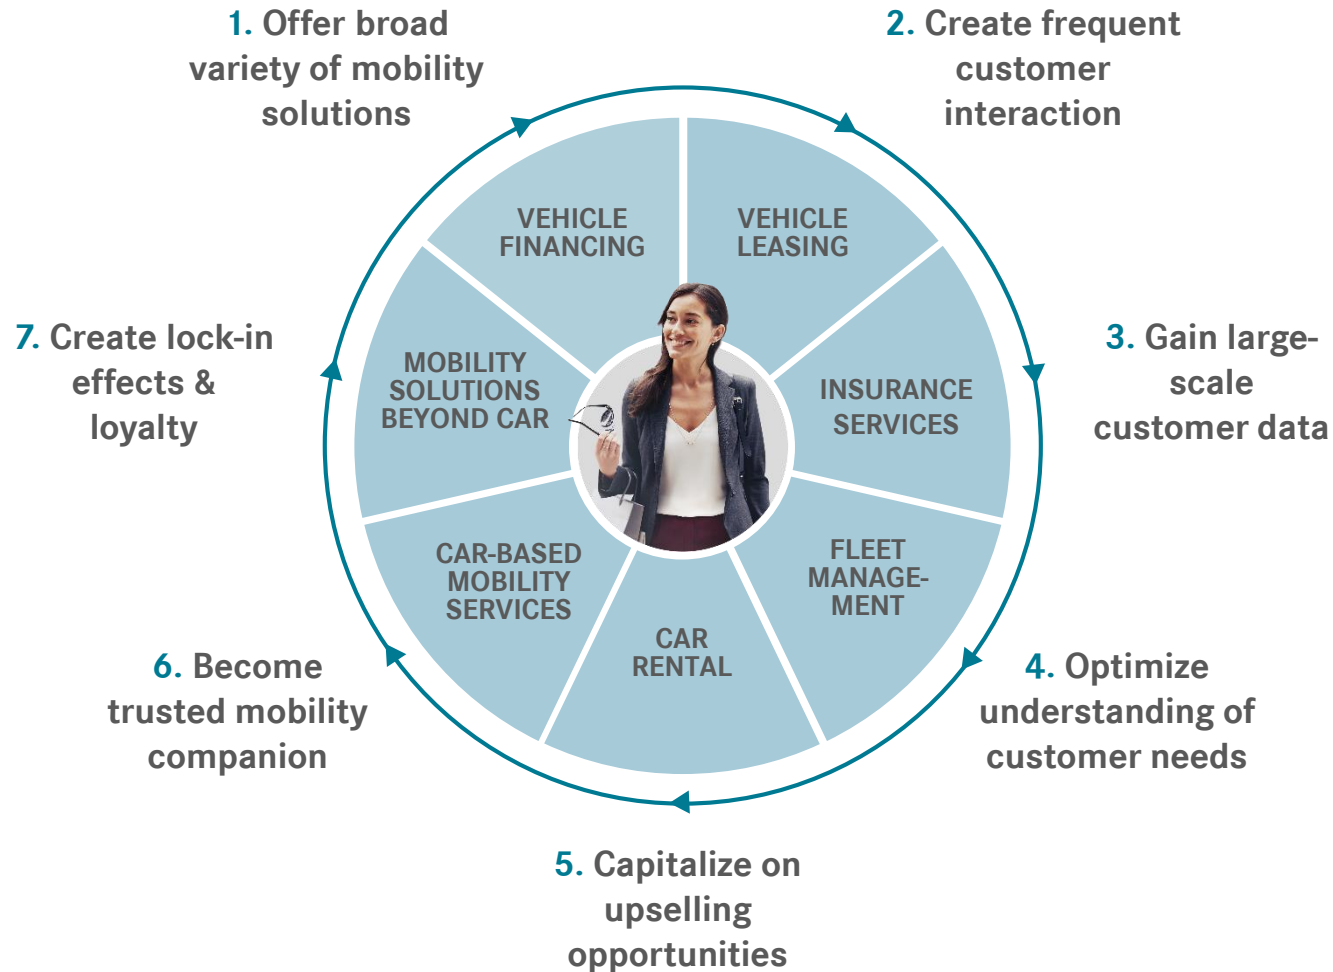 1. Offer broad
variety of mobility
solutions
2. Create frequent
customer
interaction
3. Gain large-
scale
customer data
4. Optimize
understanding of
customer needs
5. Capitalize on
upselling
opportunities
6. Become
trusted mobility
companion
7. Create lock-in
effects &
loyalty
VEHICLE
FINANCING
VEHICLE
LEASING
INSURANCE
SERVICES
FLEET
MANAGE-
MENT
CAR
RENTAL
CAR-BASED
MOBILITY
SERVICES
MOBILITY
SOLUTIONS
BEYOND CAR